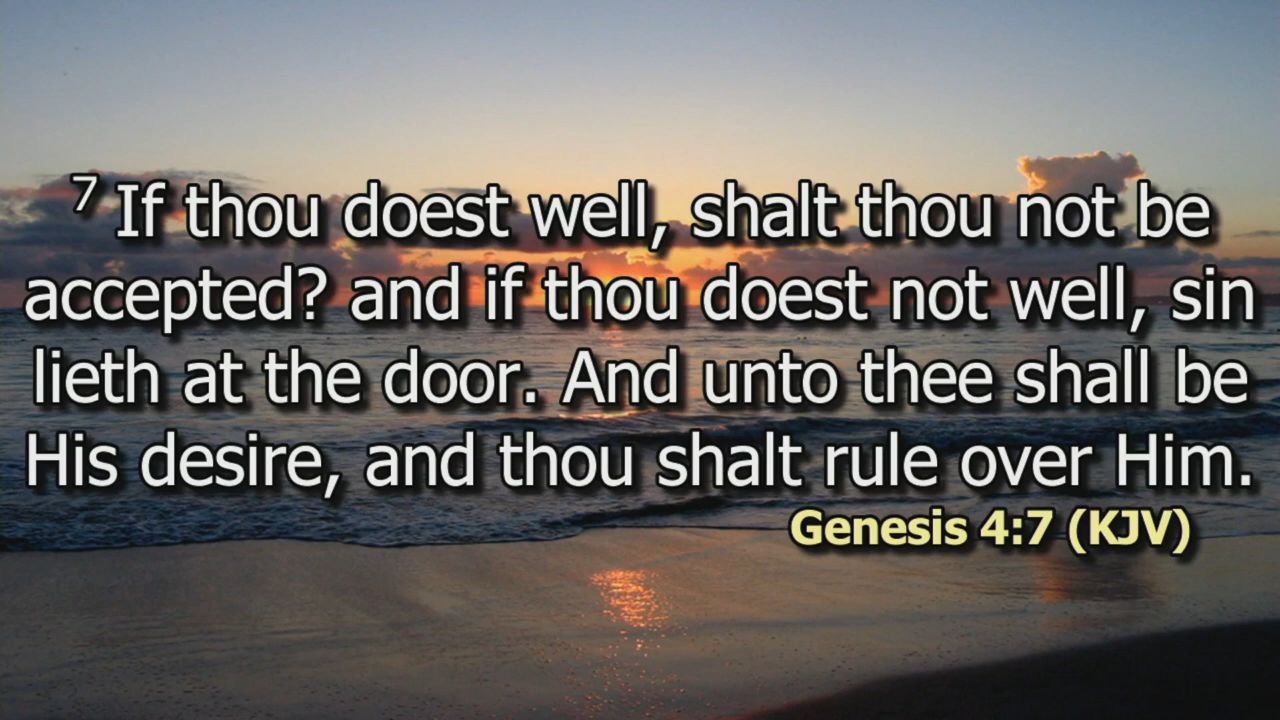 7 If thou doest well, shalt thou not be
accepted? and if thou doest not well, sin
lieth at the door. And unto thee shall be
His desire, and thou shalt rule over Him.
Genesis 4:7 (KJV)